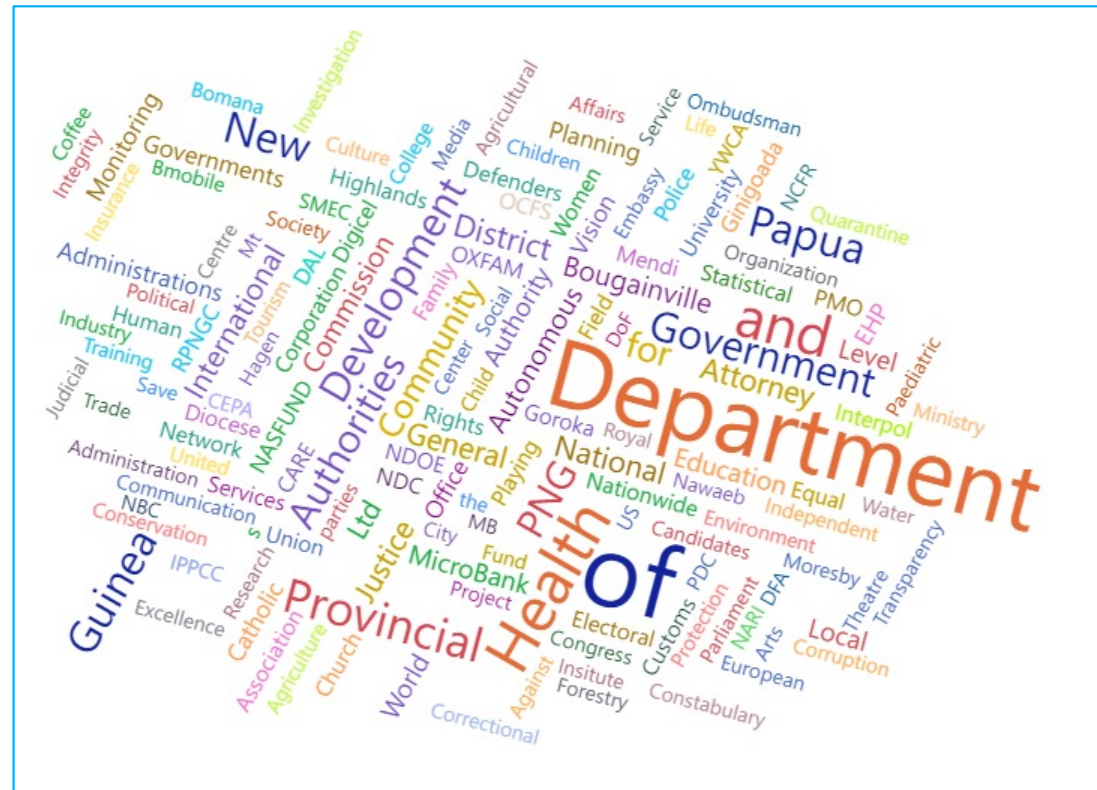 Coffee
Integrity
Monitoring
Insurance
Governments
Bmobile
Bomana
New
Investigation
Culture
College
Media
Agricultural
Affairs
Planning
Service
Ombudsman
Life
YWCA
Children
Defenders
OCFS
Women
Vision
Embassy
Police
University
Ginigoada
NCFR
Quarantine
Papua
Highlands
SMEC
Society
Digicel
Corporation
Development
District
OXFAM
Family
Commission
Centre
Mt
DAL
Administrations
Political
Human
Industry
Training
RPNGC
Tourism
International
Hagen
Save
CEPA
Diocese
Judicial
Trade
Network
United
NASFUND
CARE
Authorities
Community
Social
Authority
Center
Child
Rights
General
Autonomous
Bougainville
Field
DoF
for
Mendi
Statistical
Organization
PMO
EHP
Government
and
Level
Attorney
Paediatric
Interpol
Ministry
Department
Goroka
Royal
National
Education
Nationwide
Nawaeb
Equal
Independent
Water
Environment
Candidates
US
PNG
Playing
NDOE
NDC
Office
the
MB
City
Fund
MicroBank
Project
Administration
Services
Communication
NBC
Conservation
s
Union
parties
Ltd
Justice
IPPCC
Guinea
Excellence
Research
Catholic
Association
Agriculture
Church
Provincial
World
Health
of
Correctional
Against
Electoral
Congress
Insitute
Forestry
Customs
PDC
Protection
Parliament
NARI
DFA
Moresby
Arts
European
Theatre
Transparency
Local
Corruption
Constabulary